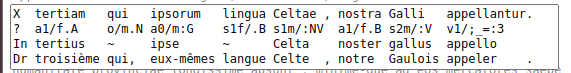 X  tertiam   qui   ipsorum   lingua Celtae , nostra Galli   appellantur.
?  a1/f.A    o/m.N a0/m:G    s1f/.B s1m/:NV  a1/f.B s2m/:V  v1/;_=:3
In tertius   ~     ipse      ~      Celta    noster gallus  appello
Dr troisième qui,  eux-mêmes langue Celte  , notre  Gaulois appeler   .